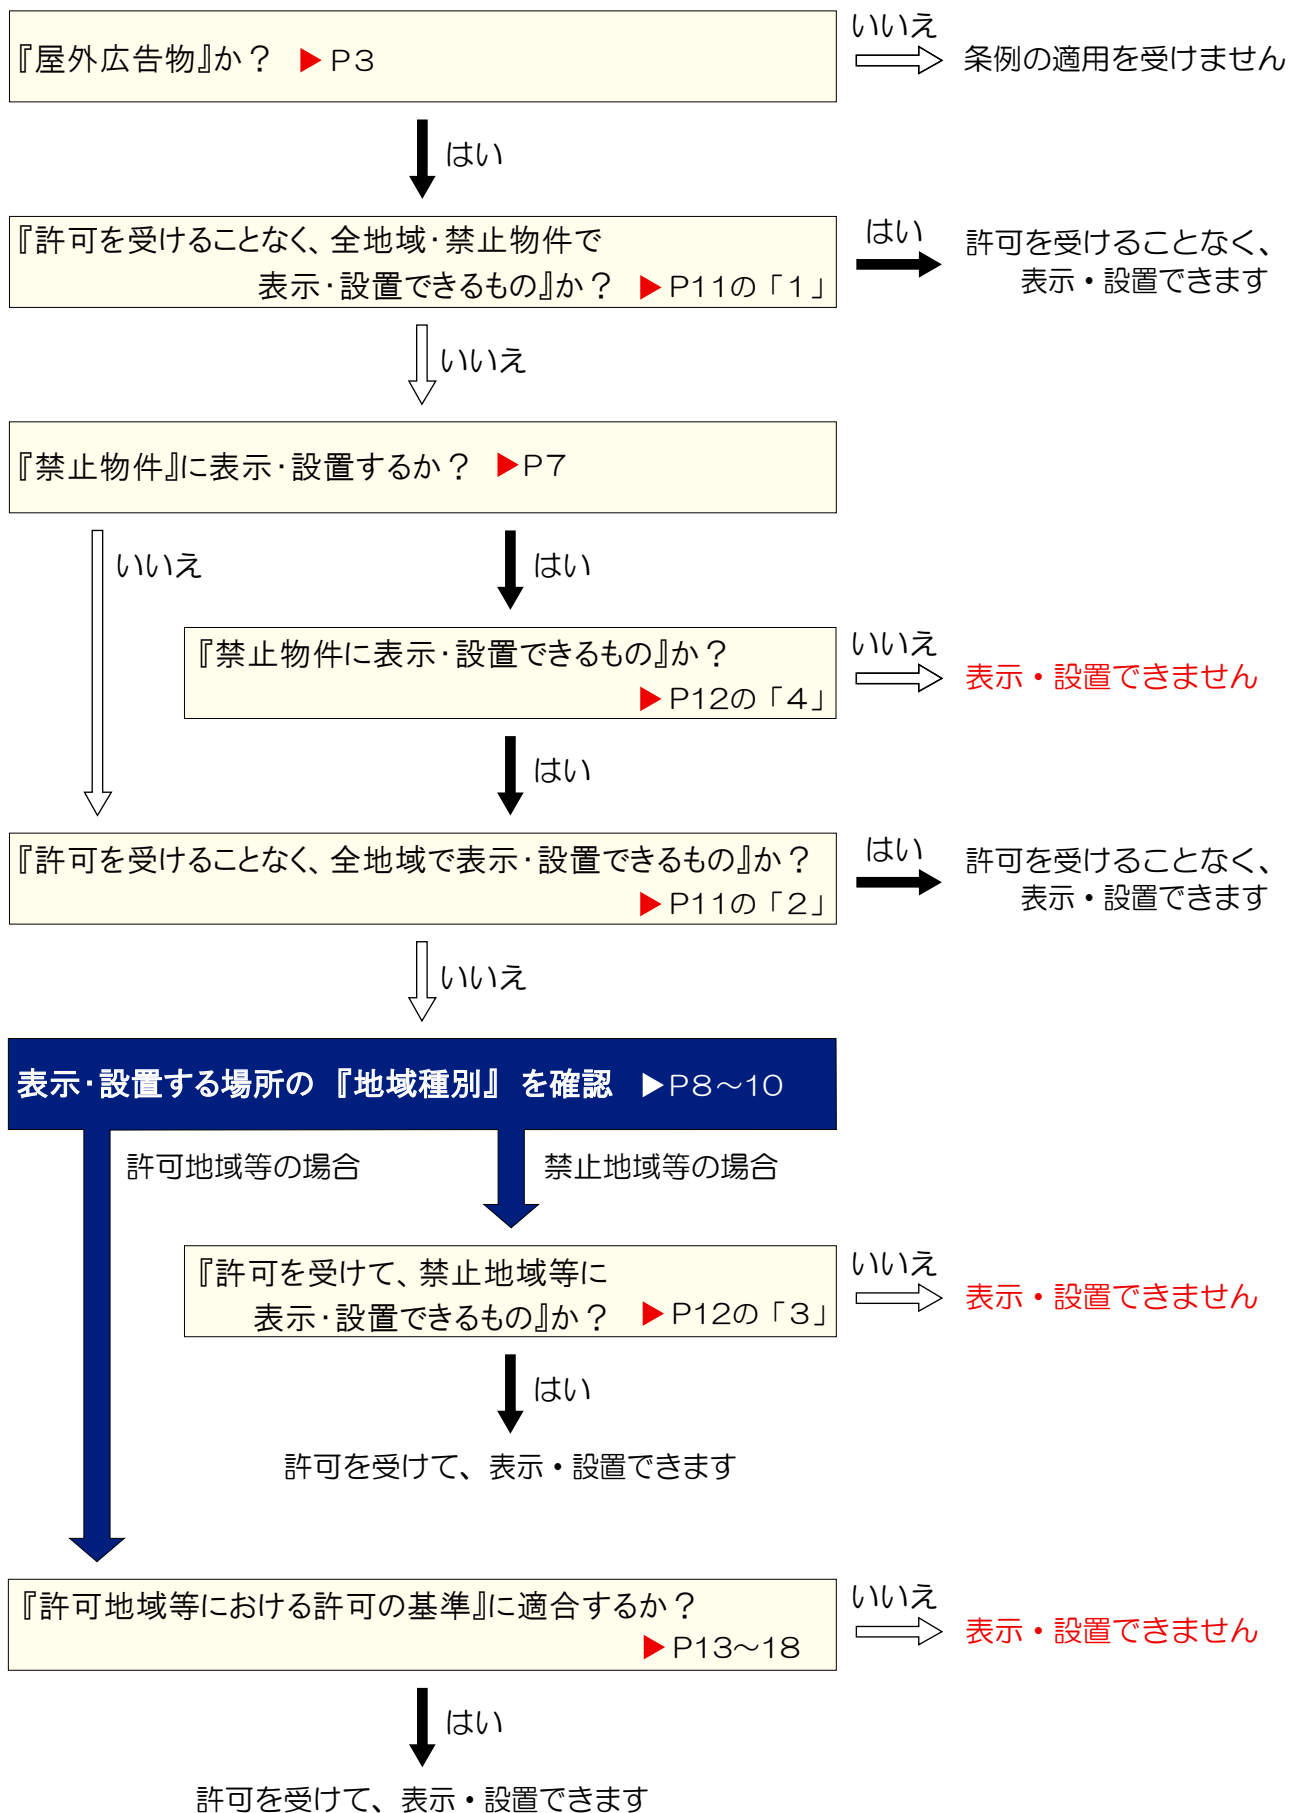 『屋外広告物』か？ ▶P3
いいえ
条例の適用を受けません
はい
『許可を受けることなく、全地域・禁止物件で
表示・設置できるもの』か？ ▶P11の「1」
はい
許可を受けることなく、
表示・設置できます
いいえ
『禁止物件』に表示・設置するか？ ▶P7
いいえ
はい
『禁止物件に表示・設置できるもの』か？
▶P12の「4」
いいえ
表示・設置できません
はい
『許可を受けることなく、全地域で表示・設置できるもの』か？
▶P11の「2」
はい
許可を受けることなく、
表示・設置できます
いいえ
表示・設置する場所の『地域種別』を確認 ▶P8～10
許可地域等の場合
禁止地域等の場合
『許可を受けて、禁止地域等に
表示・設置できるもの』か？ ▶P12の「3」
いいえ
表示・設置できません
はい
許可を受けて、表示・設置できます
『許可地域等における許可の基準』に適合するか？
▶P13～18
いいえ
表示・設置できません
はい
許可を受けて、表示・設置できます